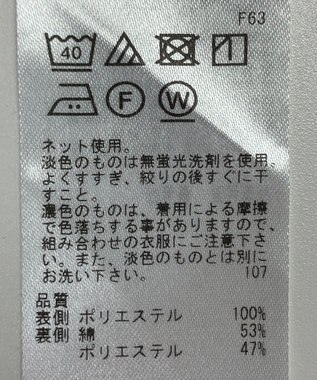 F63
40
F
W
ネット使用。
淡色のものは無蛍光洗剤を使用。
よくすすぎ、絞りの後すぐに干
すこと。
濃色のものは、着用による摩擦
で色落ちする事がありますので、
組み合わせの衣服にご注意下さ
い。また、淡色のものとは別に
お洗い下さい。 107
品質
表側 ポリエステル 100%
裏側 綿 53%
ポリエステル 47%